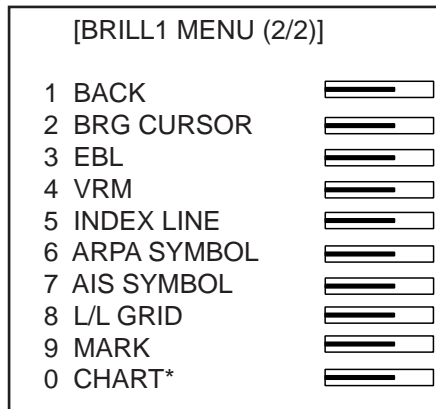 [BRILL1 MENU (2/2)]
1 BACK
2 BRG CURSOR
3 EBL
4 VRM
5 INDEX LINE
6 ARPA SYMBOL
7 AIS SYMBOL
8 L/L GRID
9 MARK
0 CHART*